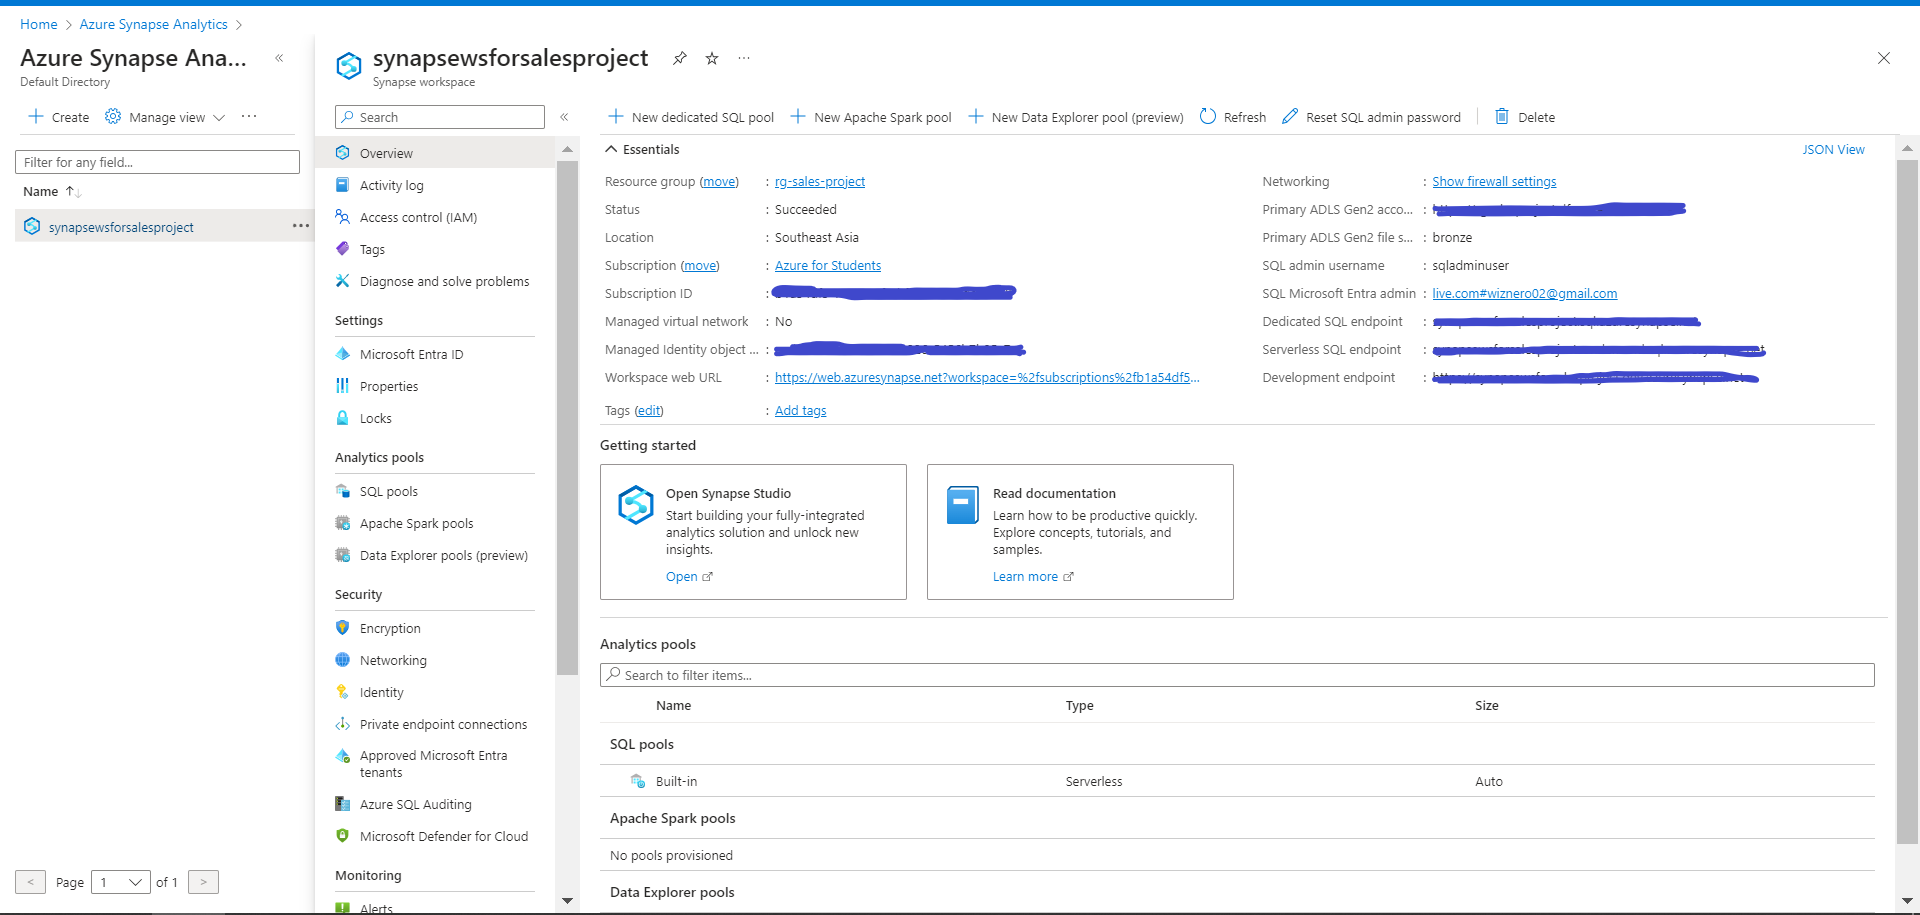 Home > Azure Synapse Analytics >
Azure Synapse Ana... «
Default Directory
+ Create Manage view ...
Filter for any field...
Name ↑↓
synapsewsforsalesproject ...
< Page 1 of 1 >
synapsewsforsalesproject ...
Synapse workspace
Search «
Overview
Activity log
Access control (IAM)
Tags
Diagnose and solve problems
Settings
Microsoft Entra ID
Properties
Locks
Analytics pools
SQL pools
Apache Spark pools
Data Explorer pools (preview)
Security
Encryption
Networking
Identity
Private endpoint connections
Approved Microsoft Entra
tenants
Azure SQL Auditing
Microsoft Defender for Cloud
Monitoring
Alerts
+ New dedicated SQL pool + New Apache Spark pool + New Data Explorer pool (preview) Refresh Reset SQL admin password Delete
Essentials
JSON View
Resource group (move) : rg-sales-project
Status : Succeeded
Location : Southeast Asia
Subscription (move) : Azure for Students
Subscription ID :
Managed virtual network : No
Managed Identity object ... :
Workspace web URL : https://web.azuresynapse.net?workspace=%2fsubscriptions%2fb1a54df5...
Tags (edit) : Add tags
Networking : Show firewall settings
Primary ADLS Gen2 acco... :
Primary ADLS Gen2 file s... : bronze
SQL admin username : sqladminuser
SQL Microsoft Entra admin : live.com#wiznero02@gmail.com
Dedicated SQL endpoint :
Serverless SQL endpoint :
Development endpoint :
Getting started
Open Synapse Studio
Start building your fully-integrated
analytics solution and unlock new
insights.
Open
Read documentation
Learn how to be productive quickly.
Explore concepts, tutorials, and
samples.
Learn more
Analytics pools
Search to filter items...
Name Type Size
SQL pools
Built-in Serverless Auto
Apache Spark pools
No pools provisioned
Data Explorer pools